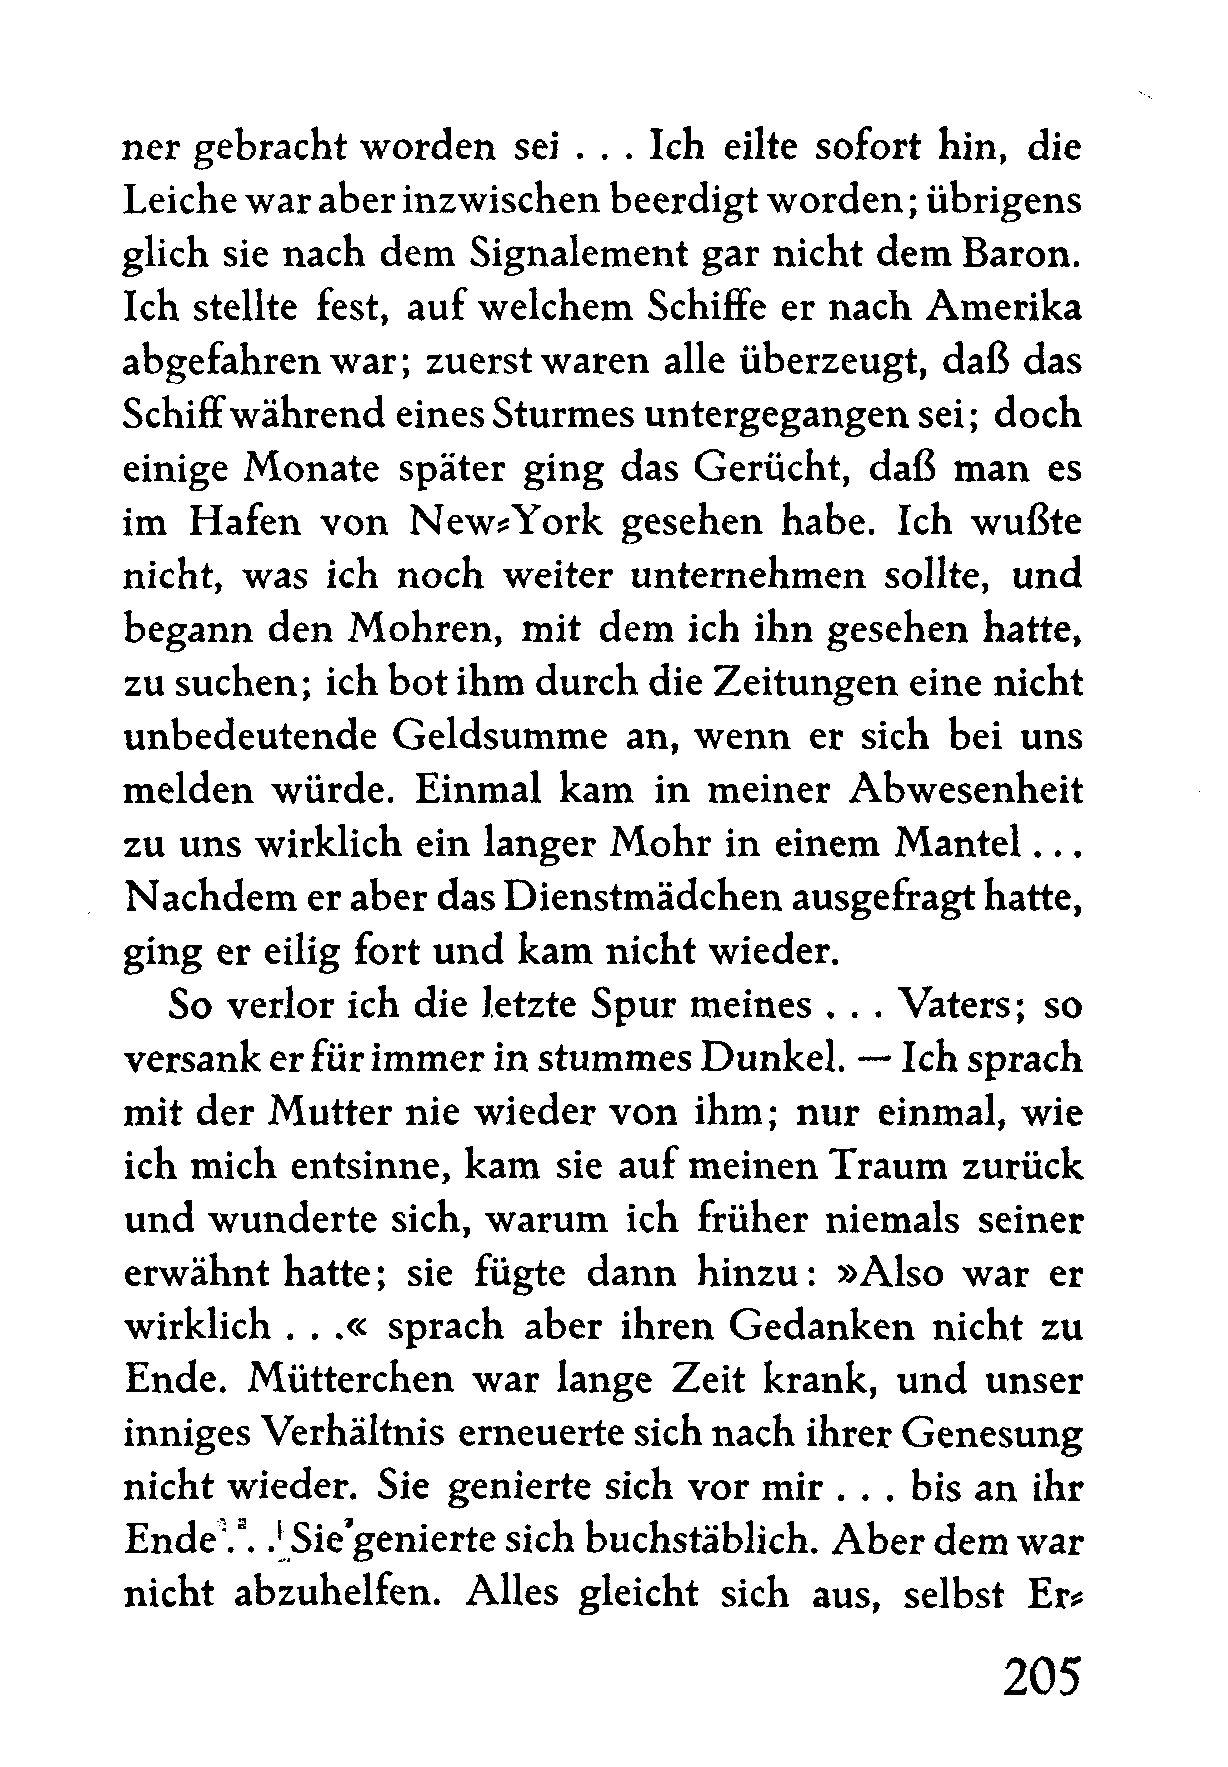 ner gebracht worden sei . . . Ich eilte sofort hin, die
Leiche war aber inzwischen beerdigt worden; übrigens
glich sie nach dem Signalement gar nicht dem Baron.
Ich stellte fest, auf welchem Schiffe er nach Amerika
abgefahren war; zuerst waren alle überzeugt, daß das
Schiff während eines Sturmes untergegangen sei; doch
einige Monate später ging das Gerücht, daß man es
im Hafen von New⸗York gesehen habe. Ich wußte
nicht, was ich noch weiter unternehmen sollte, und
begann den Mohren, mit dem ich ihn gesehen hatte,
zu suchen; ich bot ihm durch die Zeitungen eine nicht
unbedeutende Geldsumme an, wenn er sich bei uns
melden würde. Einmal kam in meiner Abwesenheit
zu uns wirklich ein langer Mohr in einem Mantel . . .
Nachdem er aber das Dienstmädchen ausgefragt hatte,
ging er eilig fort und kam nicht wieder.
So verlor ich die letzte Spur meines . . . Vaters; so
versank er für immer in stummes Dunkel. — Ich sprach
mit der Mutter nie wieder von ihm; nur einmal, wie
ich mich entsinne, kam sie auf meinen Traum zurück
und wunderte sich, warum ich früher niemals seiner
erwähnt hatte; sie fügte dann hinzu: »Also war er
wirklich . . .« sprach aber ihren Gedanken nicht zu
Ende. Mütterchen war lange Zeit krank, und unser
inniges Verhältnis erneuerte sich nach ihrer Genesung
nicht wieder. Sie genierte sich vor mir . . . bis an ihr
Ende . . . Sie genierte sich buchstäblich. Aber dem war
nicht abzuhelfen. Alles gleicht sich aus, selbst Er⸗
205